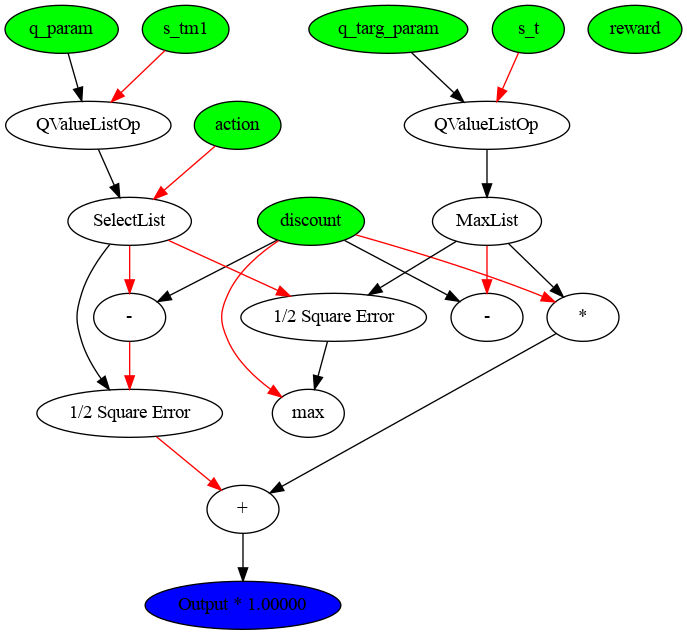 q_param
s_tm1
q_targ_param
s_t
reward
QValueListOp
action
QValueListOp
SelectList
discount
MaxList
-
1/2 Square Error
-
*
1/2 Square Error
max
+
Output * 1.00000